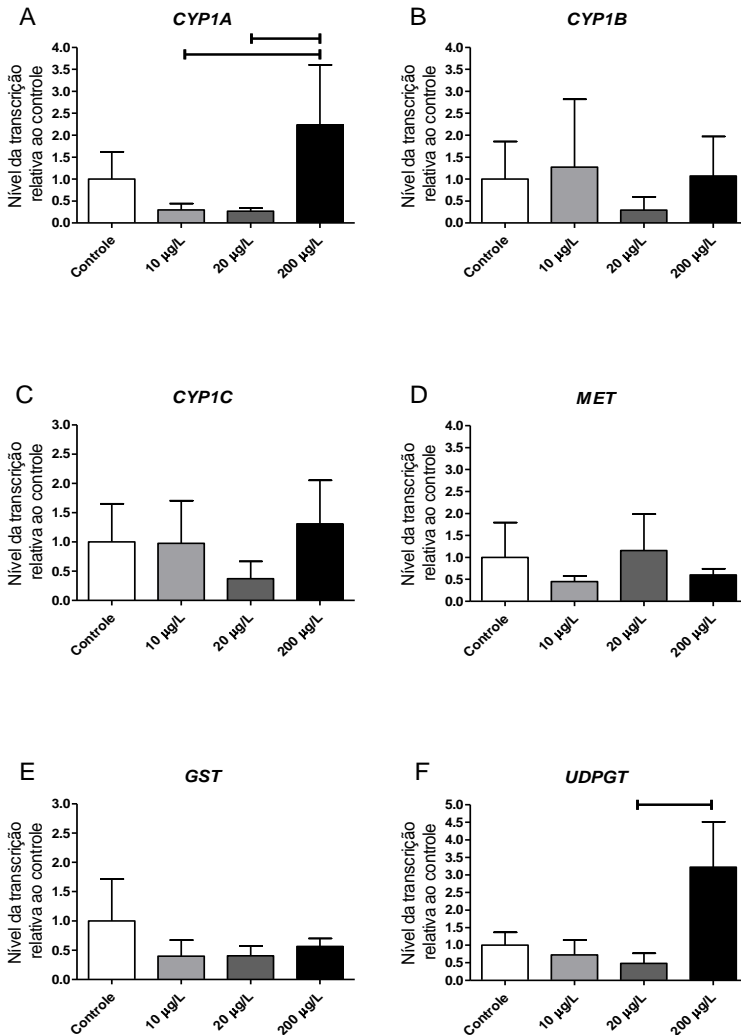 A
CYP1A
Nível da transcrição
relativa ao controle
4.0
3.5
3.0
2.5
2.0
1.5
1.0
0.5
0.0
Controle
10 µg/L
20 µg/L
200 µg/L
B
CYP1B
Nível da transcrição
relativa ao controle
4.0
3.5
3.0
2.5
2.0
1.5
1.0
0.5
0.0
Controle
10 µg/L
20 µg/L
200 µg/L
C
CYP1C
Nível da transcrição
relativa ao controle
3.0
2.5
2.0
1.5
1.0
0.5
0.0
Controle
10 µg/L
20 µg/L
200 µg/L
D
MET
Nível da transcrição
relativa ao controle
4.0
3.5
3.0
2.5
2.0
1.5
1.0
0.5
0.0
Controle
10 µg/L
20 µg/L
200 µg/L
E
GST
Nível da transcrição
relativa ao controle
3.0
2.5
2.0
1.5
1.0
0.5
0.0
Controle
10 µg/L
20 µg/L
200 µg/L
F
UDPGT
Nível da transcrição
relativa ao controle
5.0
4.5
4.0
3.5
3.0
2.5
2.0
1.5
1.0
0.5
0.0
Controle
10 µg/L
20 µg/L
200 µg/L